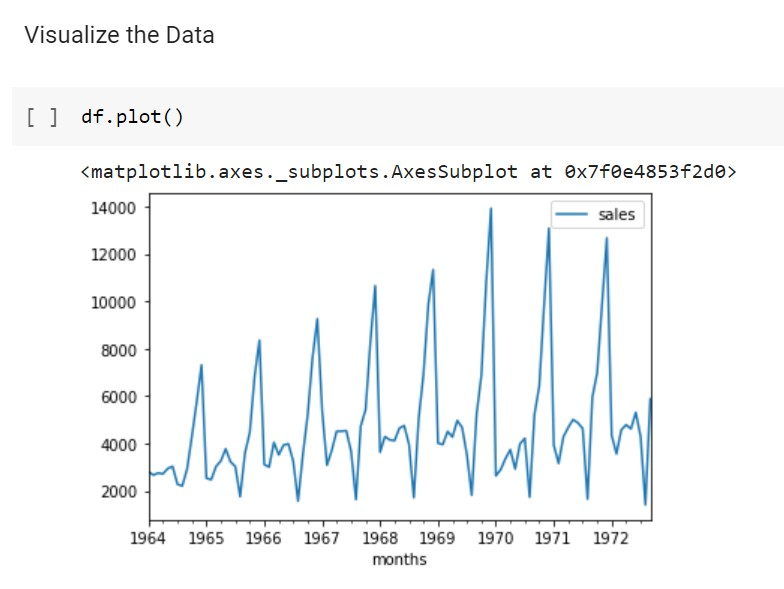 Visualize the Data
[ ] df.plot()
<matplotlib.axes._subplots.AxesSubplot at 0x7f0e4853f2d0>
sales
14000
12000
10000
8000
6000
4000
2000
1964 1965 1966 1967 1968 1969 1970 1971 1972
months